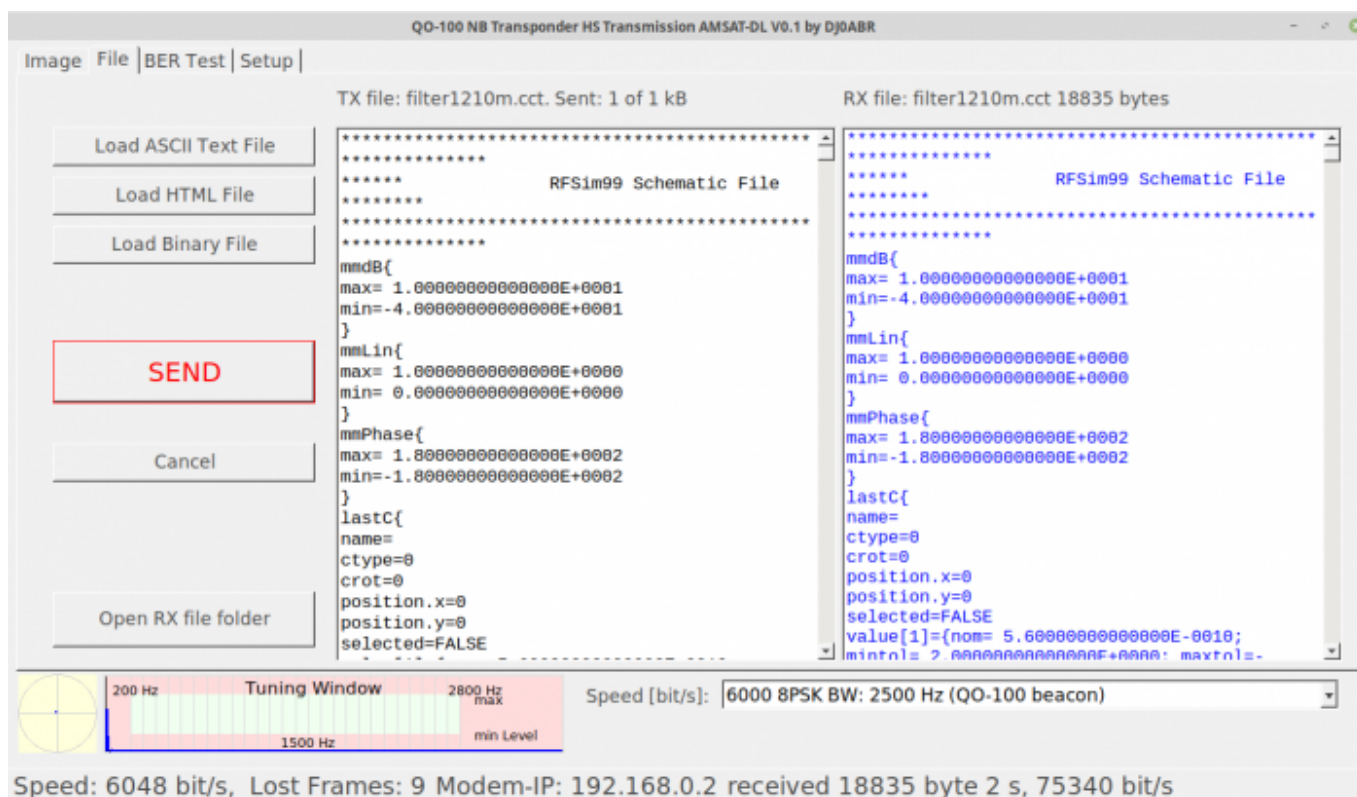 QO-100 NB Transponder HS Transmission AMSAT-DL V0.1 by DJ0ABR
Image File BER Test Setup
TX file: filter1210m.cct. Sent: 1 of 1 kB
RX file: filter1210m.cct 18835 bytes
Load ASCII Text File
Load HTML File
Load Binary File
SEND
Cancel
Open RX file folder
*********************************************
**************
****** RFSim99 Schematic File
********
*********************************************
**************
mmdB{
max= 1.00000000000000E+0001
min=-4.00000000000000E+0001
}
mmLin{
max= 1.00000000000000E+0000
min= 0.00000000000000E+0000
}
mmPhase{
max= 1.80000000000000E+0002
min=-1.80000000000000E+0002
}
lastC{
name=
ctype=0
crot=0
position.x=0
position.y=0
selected=FALSE
*********************************************
**************
****** RFSim99 Schematic File
********
*********************************************
**************
mmdB{
max= 1.00000000000000E+0001
min=-4.00000000000000E+0001
}
mmLin{
max= 1.00000000000000E+0000
min= 0.00000000000000E+0000
}
mmPhase{
max= 1.80000000000000E+0002
min=-1.80000000000000E+0002
}
lastC{
name=
ctype=0
crot=0
position.x=0
position.y=0
selected=FALSE
value[1]={nom= 5.60000000000000E-0010;
mintol= 2.00000000000000E+0000; maxtol=-
200 Hz Tuning Window 2800 Hz
max
1500 Hz
min Level
Speed [bit/s]: 6000 8PSK BW: 2500 Hz (QO-100 beacon)
Speed: 6048 bit/s, Lost Frames: 9 Modem-IP: 192.168.0.2 received 18835 byte 2 s, 75340 bit/s